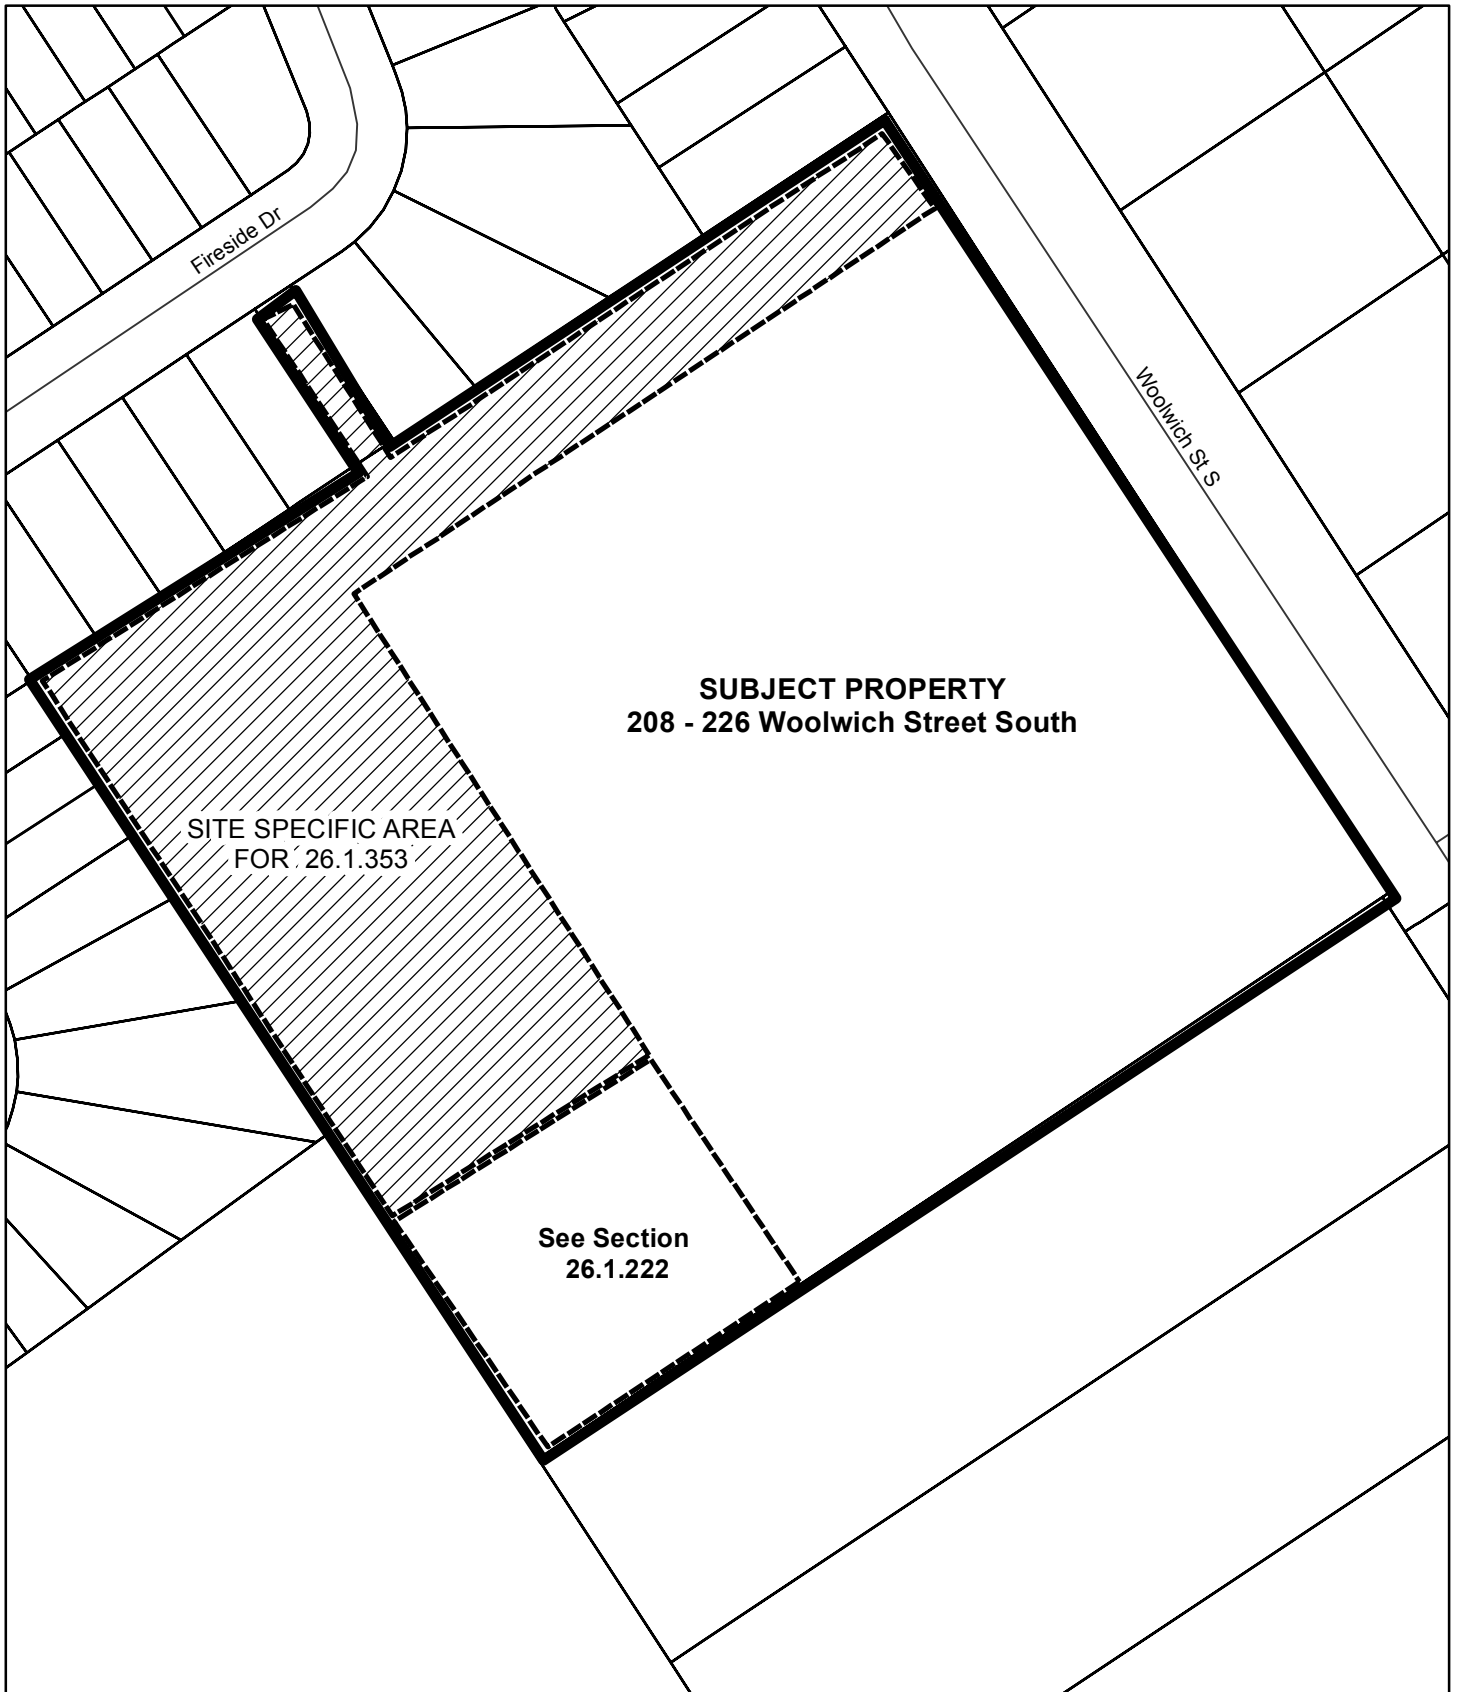 Fireside Dr
Woolwich St S
SUBJECT PROPERTY
208 - 226 Woolwich Street South
SITE SPECIFIC AREA
FOR 26.1.353
See Section
26.1.222